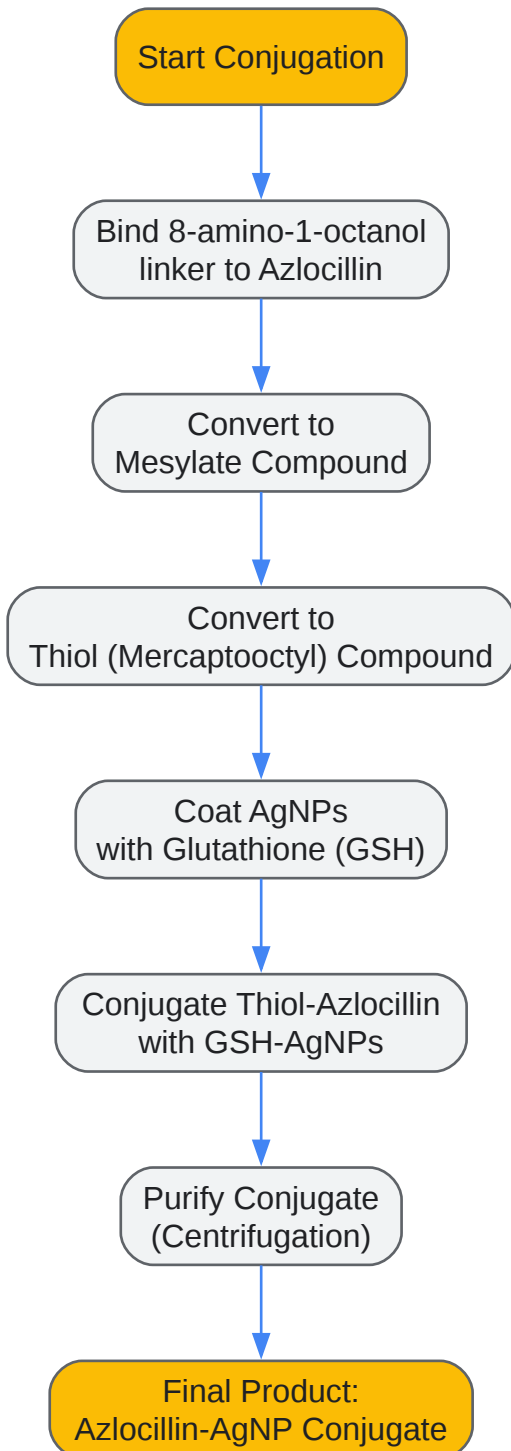 Start Conjugation
Bind 8-amino-1-octanol
linker to Azlocillin
Convert to
Mesylate Compound
Convert to
Thiol (Mercaptooctyl) Compound
Coat AgNPs
with Glutathione (GSH)
Conjugate Thiol-Azlocillin
with GSH-AgNPs
Purify Conjugate
(Centrifugation)
Final Product:
Azlocillin-AgNP Conjugate